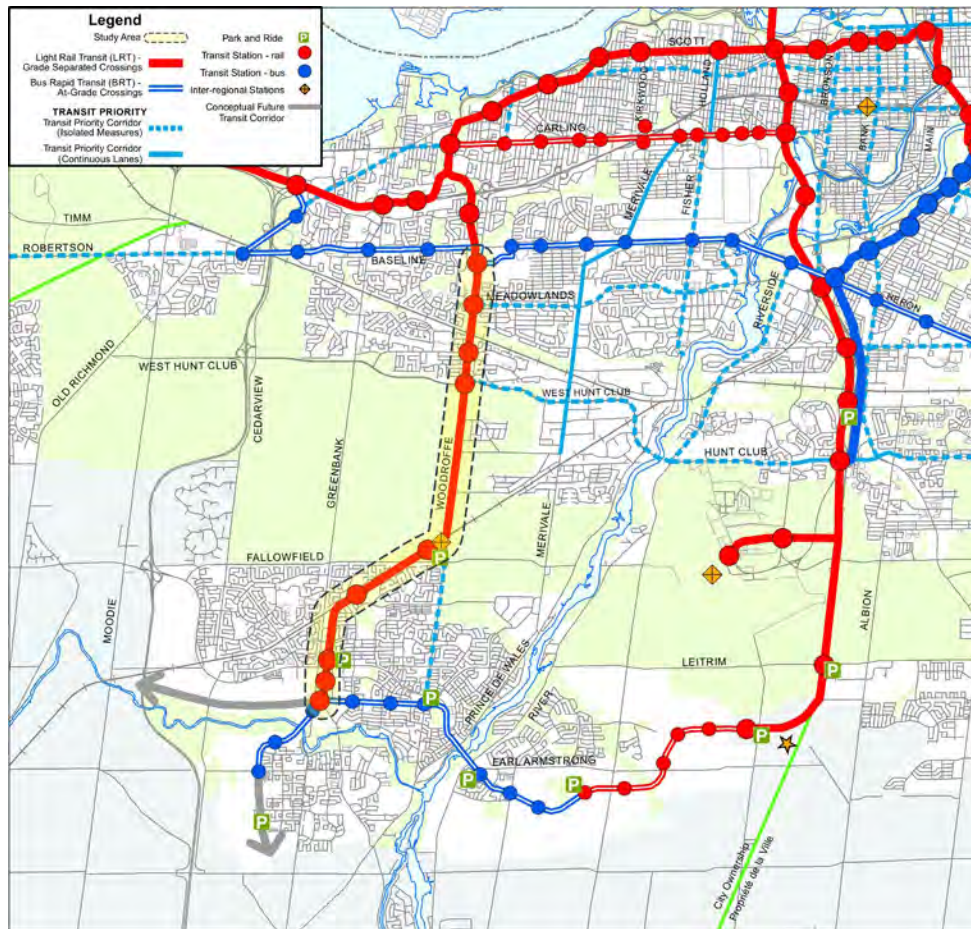 Legend
Study Area
Light Rail Transit (LRT) -
Grade Separated Crossings
Bus Rapid Transit (BRT) -
At-Grade Crossings
TRANSIT PRIORITY
Transit Priority Corridor
(Isolated Measures)
Transit Priority Corridor
(Continuous Lanes)
P Park and Ride
Transit Station - rail
Transit Station - bus
Inter-regional Stations
Conceptual Future
Transit Corridor
SCOTT
KIRKWOOD
HOLLAND
BRONSON
BANK
MAIN
CARLING
MERIVALE
FISHER
TIMM
ROBERTSON
BASELINE
MEADOWLANDS
RIVERSIDE
HERON
OLD RICHMOND
WEST HUNT CLUB
WEST HUNT CLUB
CEDARVIEW
GREENBANK
WOODROFFE
HUNT CLUB
P
MERIVALE
FALLOWFIELD
P
MOODIE
ALBION
PRINCE DE WALES
RIVER
LEITRIM
P
P
P
P
EARL ARMSTRONG
P
P
P
City Ownership
Propriété de la Ville